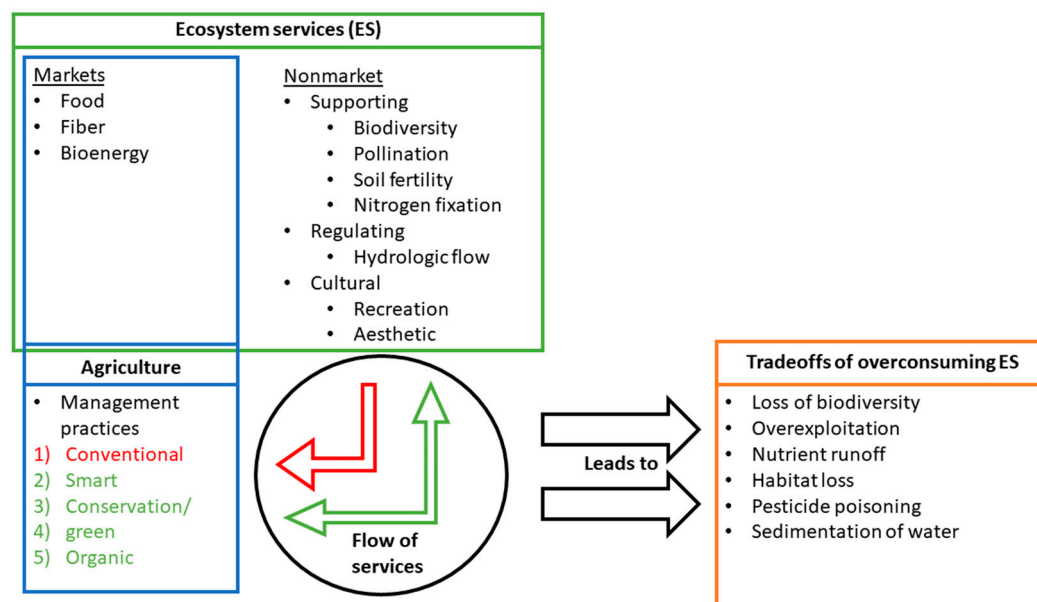 Ecosystem services (ES)
Markets
• Food
• Fiber
• Bioenergy
Nonmarket
• Supporting
• Biodiversity
• Pollination
• Soil fertility
• Nitrogen fixation
• Regulating
• Hydrologic flow
• Cultural
• Recreation
• Aesthetic
Agriculture
• Management
practices
1) Conventional
2) Smart
3) Conservation/
4) green
5) Organic
Flow of
services
Leads to
Tradeoffs of overconsuming ES
• Loss of biodiversity
• Overexploitation
• Nutrient runoff
• Habitat loss
• Pesticide poisoning
• Sedimentation of water